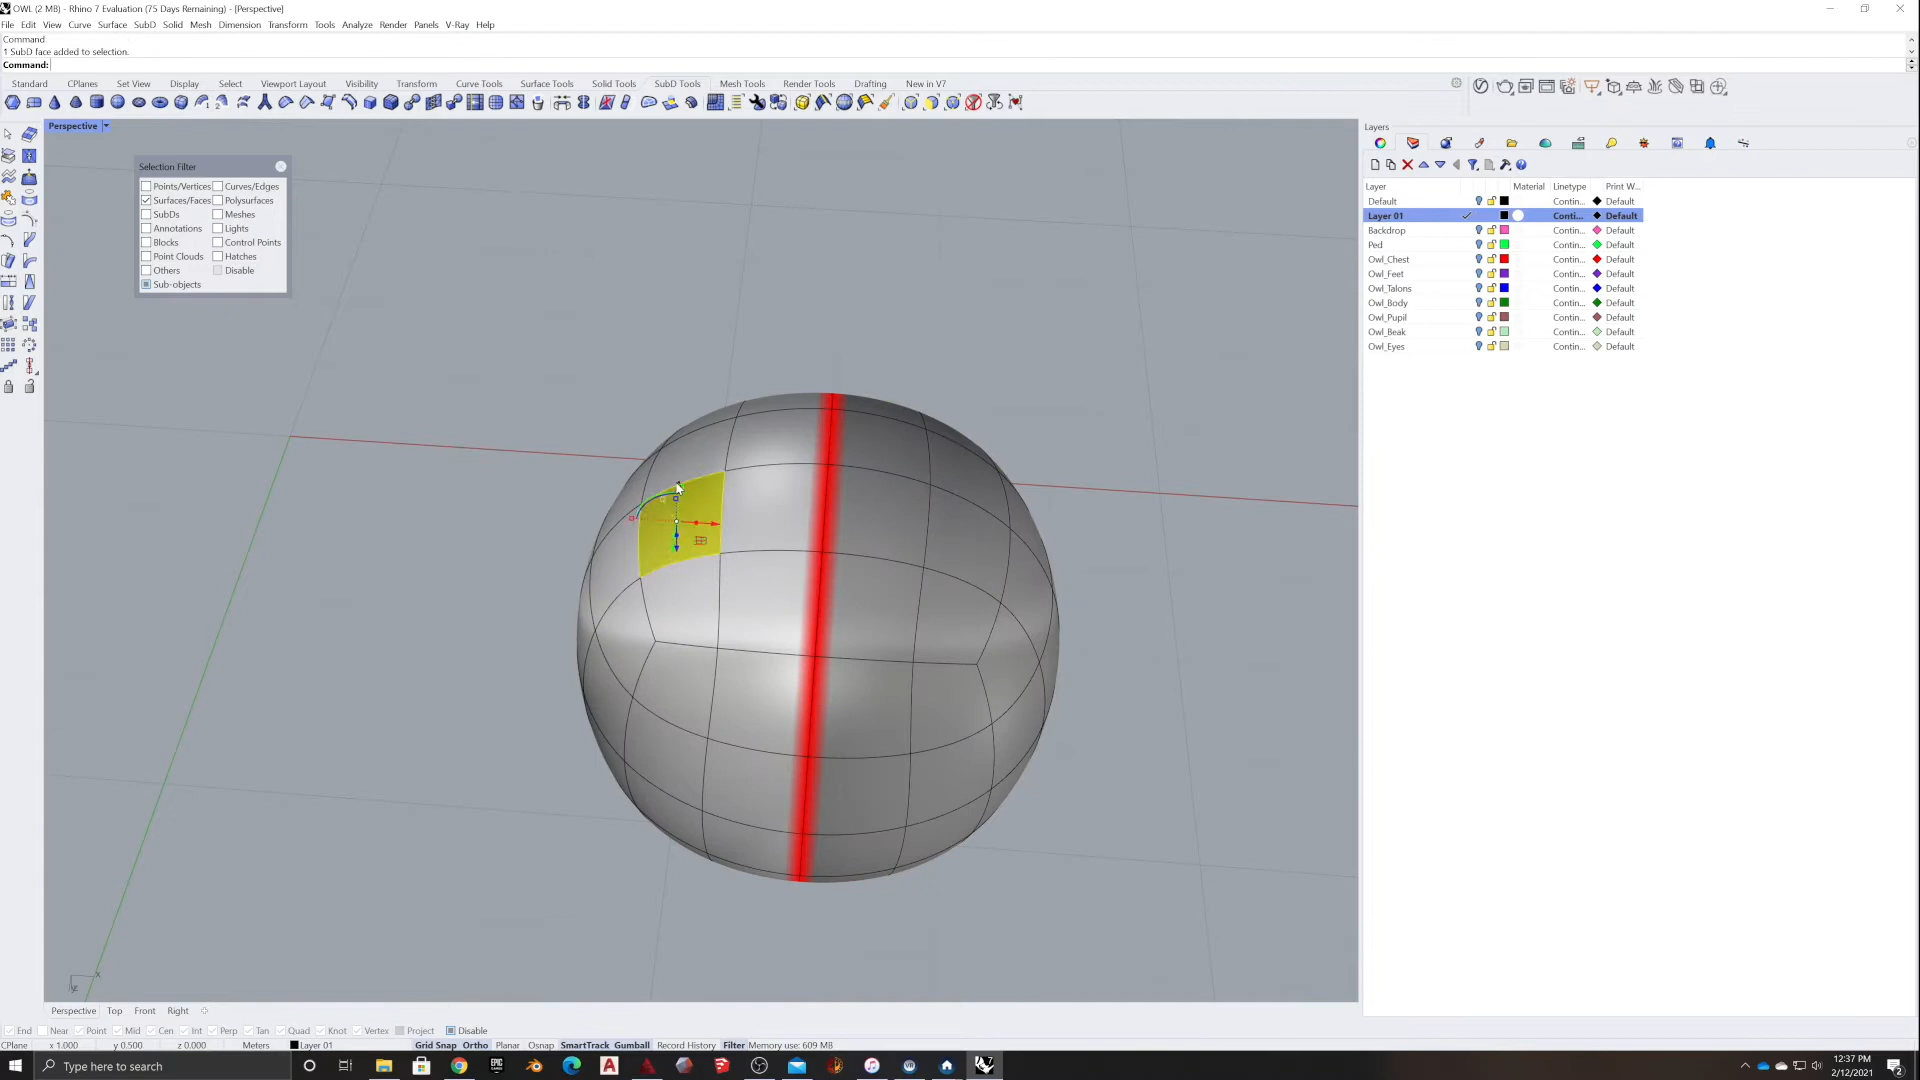 OWL (2 MB) - Rhino 7 Evaluation (75 Days Remaining) - [Perspective]
File Edit View Curve Surface SubD Solid Mesh Dimension Transform Tools Analyze Render Panels V-Ray Help
Command
1 SubD face added to selection.
Command:
Standard CPlanes Set View Display Select Viewport Layout Visibility Transform Curve Tools Surface Tools Solid Tools SubD Tools Mesh Tools Render Tools Drafting New in V7
Perspective
Layers
Selection Filter
Points/Vertices Curves/Edges
Surfaces/Faces Polysurfaces
SubDs Meshes
Annotations Lights
Blocks Control Points
Point Clouds Hatches
Others Disable
Sub-objects
Layer Material Linetype Print W...
Default Contin... Default
Layer 01 Conti... Default
Backdrop Contin... Default
Ped Contin... Default
Owl_Chest Contin... Default
Owl_Feet Contin... Default
Owl_Talons Contin... Default
Owl_Body Contin... Default
Owl_Pupil Contin... Default
Owl_Beak Contin... Default
Owl_Eyes Contin... Default
x
Perspective Top Front Right
End Near Point Mid Cen Int Perp Tan Quad Knot Vertex Project Disable
CPlane x 1.000 y 0.500 z 0.000 Meters Layer 01 Grid Snap Ortho Planar Osnap SmartTrack Gumball Record History Filter Memory use: 609 MB
Type here to search
12:37 PM
2/12/2021